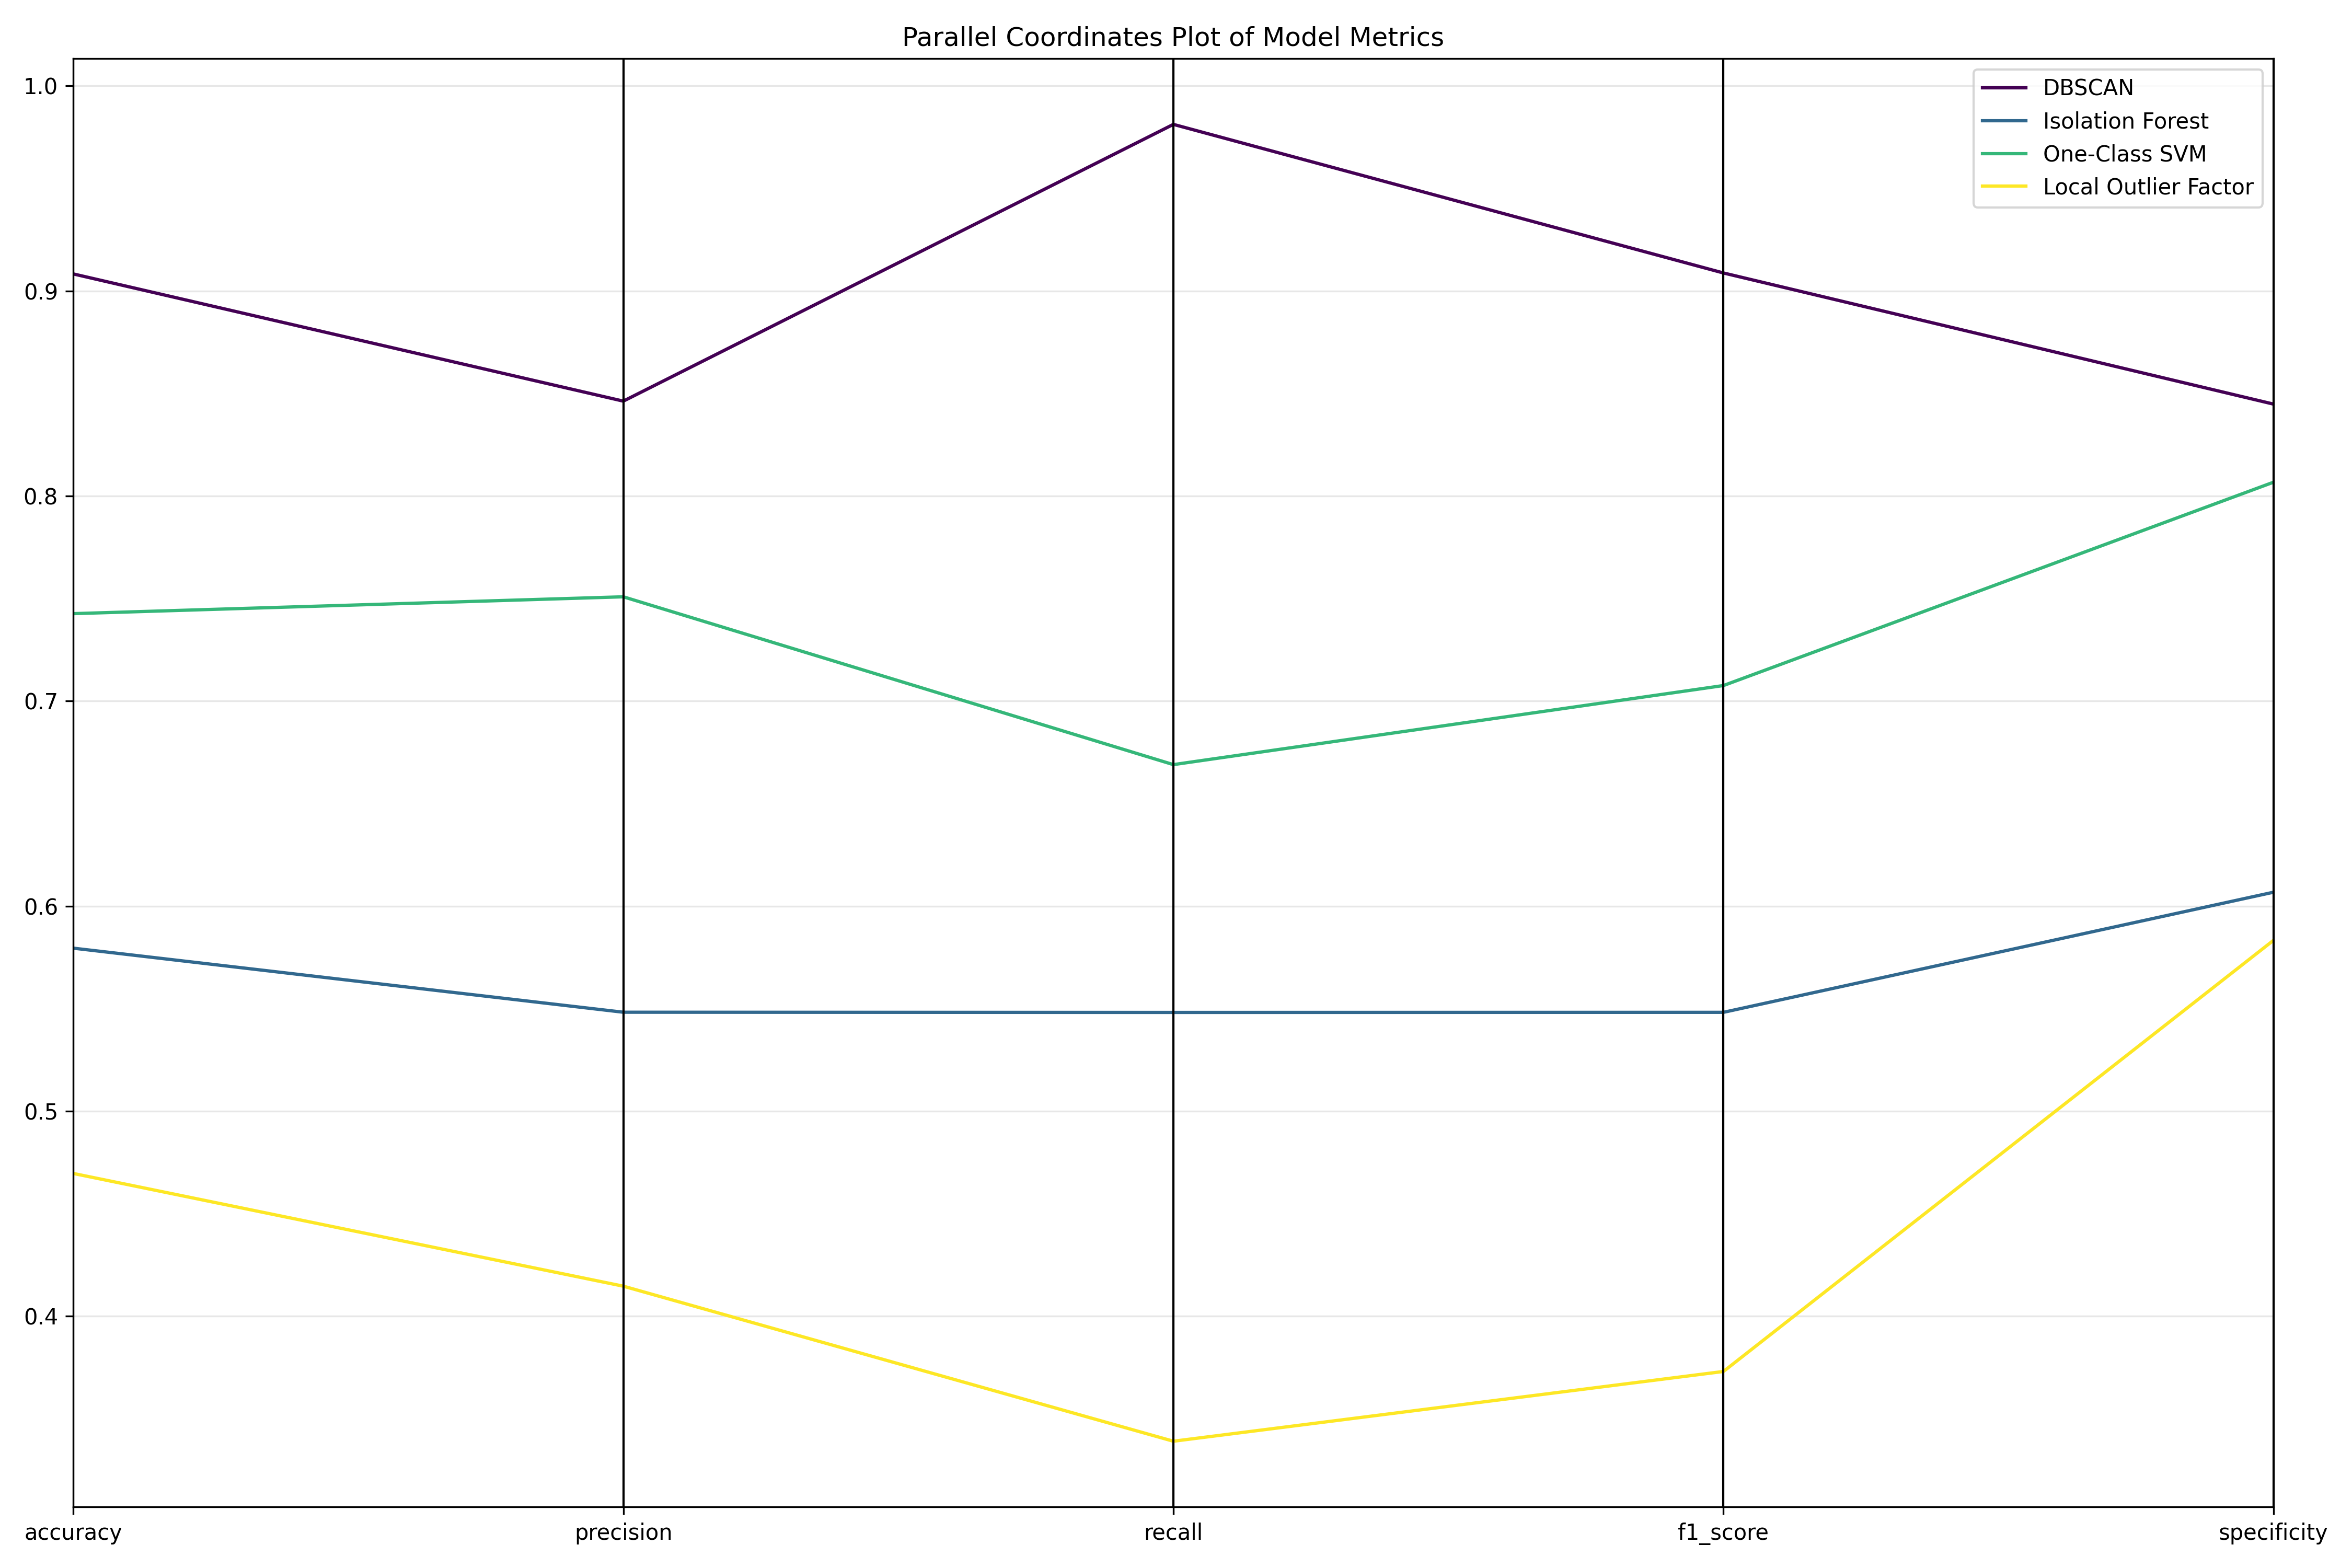 Parallel Coordinates Plot of Model Metrics
DBSCAN
Isolation Forest
One-Class SVM
Local Outlier Factor
1.0
0.9
0.8
0.7
0.6
0.5
0.4
accuracy precision recall f1_score specificity